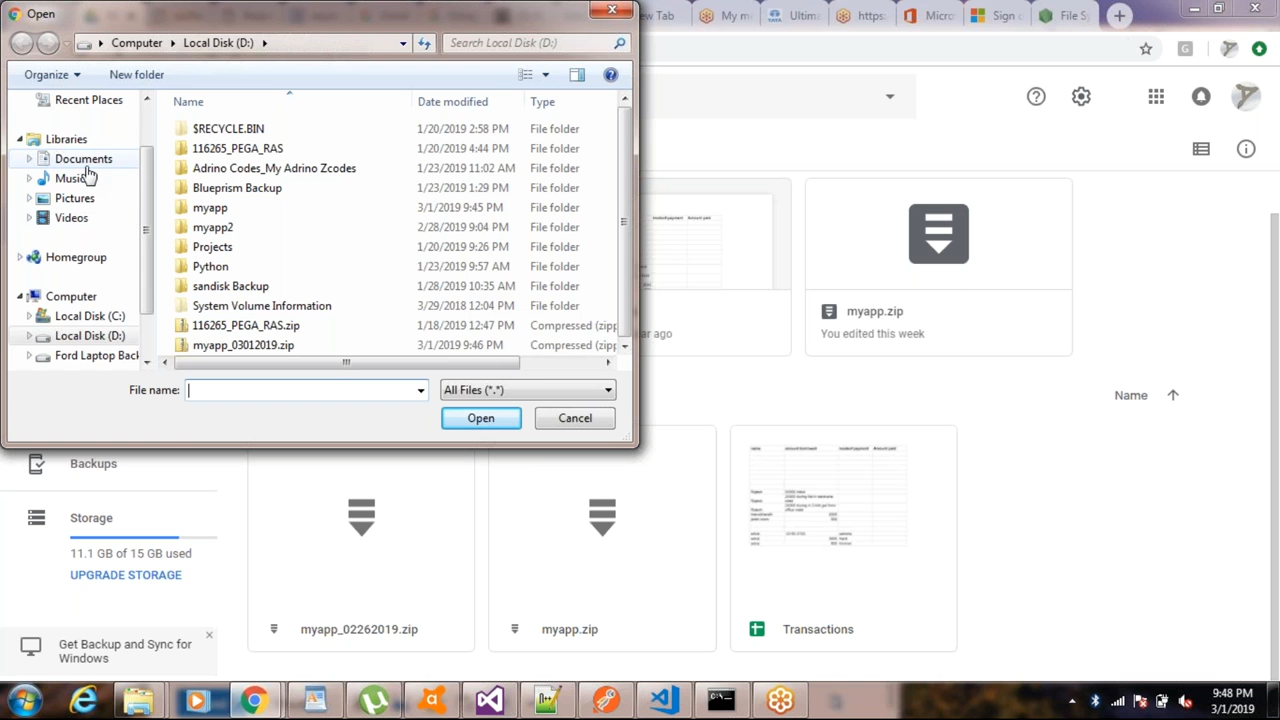 Open
ew Tab
My m
Ultima
https:
Micro
Sign
File S
Computer
Local Disk (D:)
Search Local Disk (D:)
Organize
New folder
Recent Places
Libraries
Documents
Music
Pictures
Videos
Homegroup
Computer
Local Disk (C:)
Local Disk (D:)
Ford Laptop Back
Name Date modified Type
$RECYCLE.BIN 1/20/2019 2:58 PM File folder
116265_PEGA_RAS 1/20/2019 4:44 PM File folder
Adrino Codes_My Adrino Zcodes 1/23/2019 11:02 AM File folder
Blueprism Backup 1/23/2019 1:29 PM File folder
myapp 3/1/2019 9:45 PM File folder
myapp2 2/28/2019 9:04 PM File folder
Projects 1/20/2019 9:26 PM File folder
Python 1/23/2019 9:57 AM File folder
sandisk Backup 1/28/2019 10:35 AM File folder
System Volume Information 3/29/2018 12:04 PM File folder
116265_PEGA_RAS.zip 1/18/2019 12:47 PM Compressed (zipp
myapp_03012019.zip 3/1/2019 9:46 PM Compressed (zipp
File name:
All Files (*.*)
Open
Cancel
Amount paid
ar ago
myapp.zip
You edited this week
Name
Backups
Storage
11.1 GB of 15 GB used
UPGRADE STORAGE
Get Backup and Sync for
Windows
myapp_02262019.zip
myapp.zip
Transactions
9:48 PM
3/1/2019